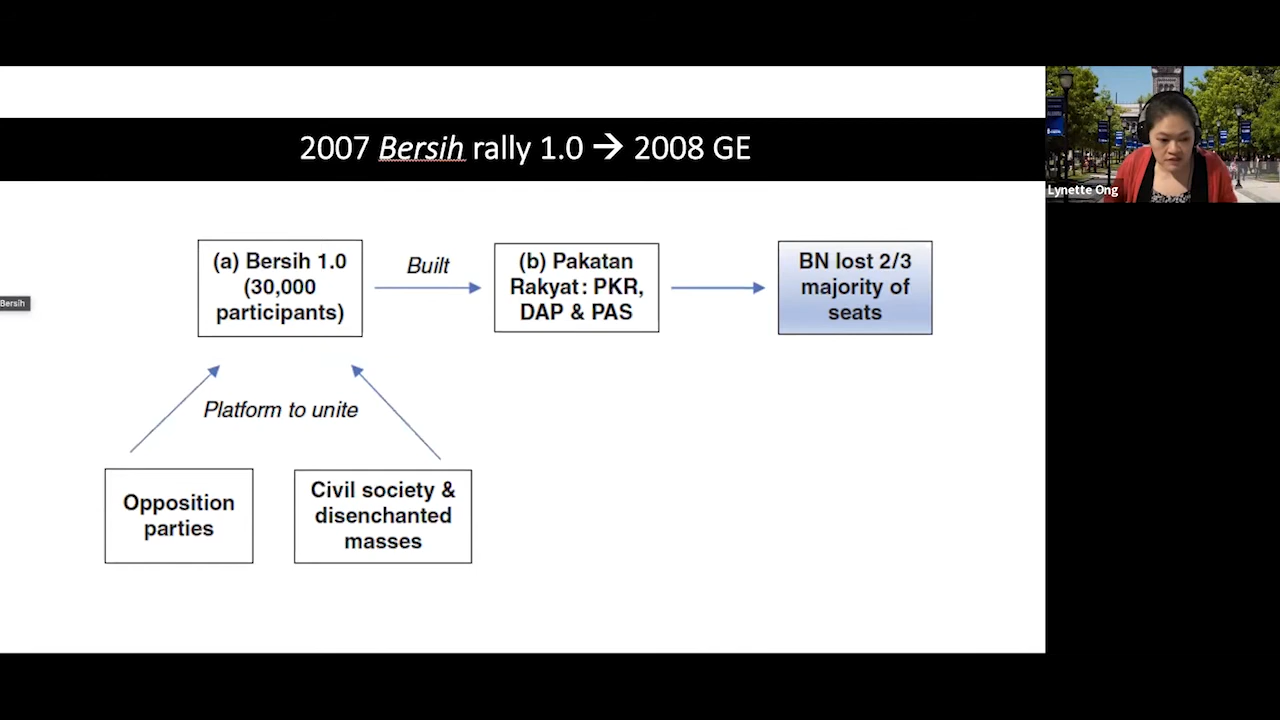 2007 Bersih rally 1.0 → 2008 GE
Lynette Ong
(a) Bersih 1.0
(30,000
participants)
Built
(b) Pakatan
Rakyat: PKR,
DAP & PAS
BN lost 2/3
majority of
seats
Bersih
Platform to unite
Opposition
parties
Civil society &
disenchanted
masses